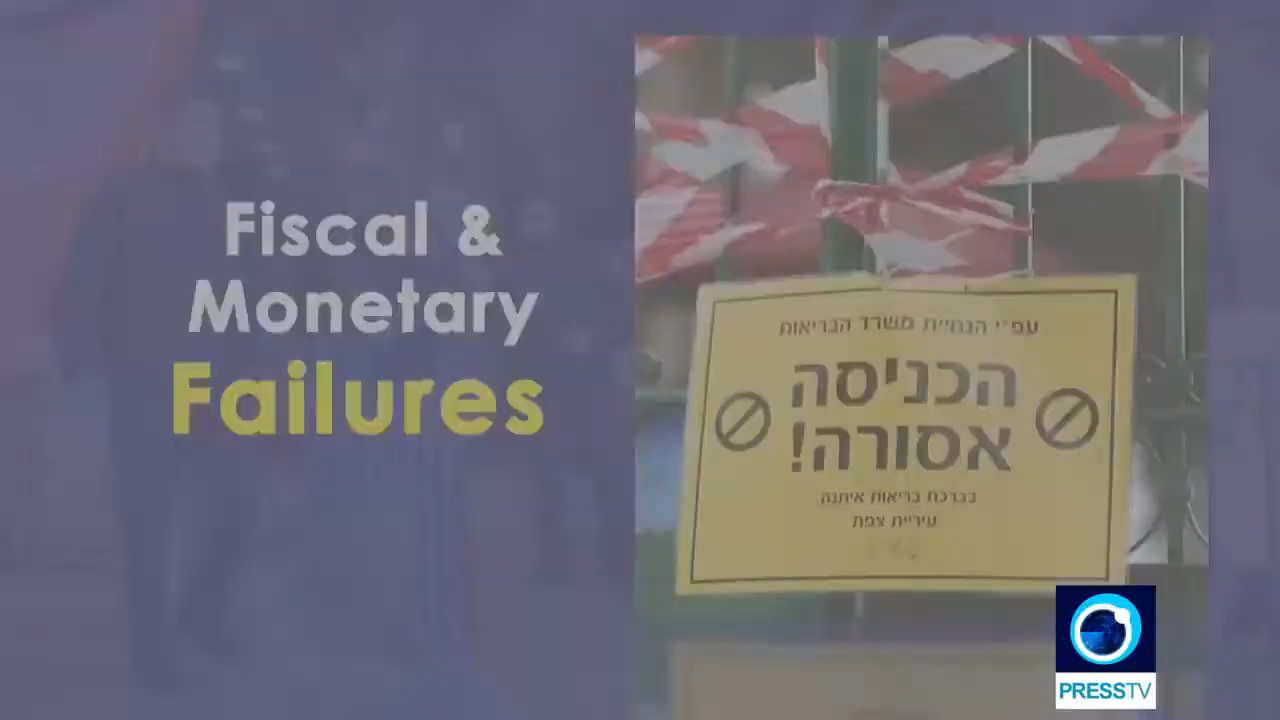 Fiscal &
Monetary
Failures
עפ״י הנחיית משרד הבריאות
הכניסה
אסורה!
בברכת בריאות איתנה
עיריית צפת
PRESSTV